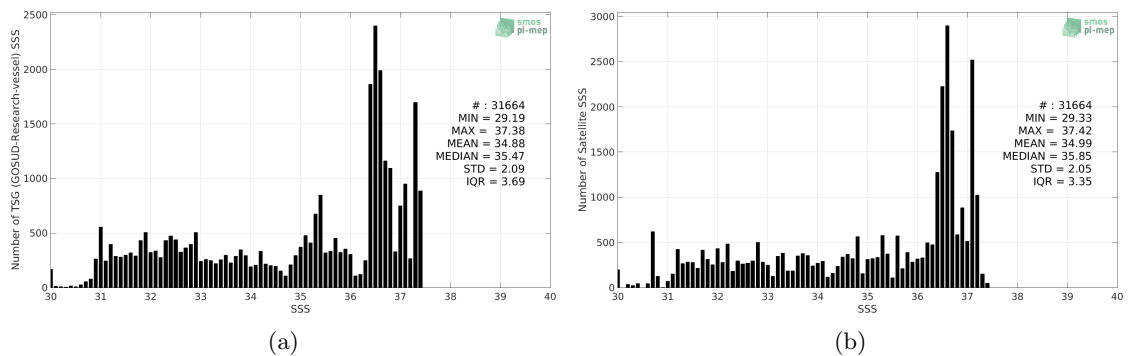 2500
2000
1500
1000
500
0
Number of TSG (GOSUD-Research-vessel) SSS
30 31 32 33 34 35 36 37 38 39 40
SSS
smos
pi-mep
# : 31664
MIN = 29.19
MAX = 37.38
MEAN = 34.88
MEDIAN = 35.47
STD = 2.09
IQR = 3.69
(a)
3000
2500
2000
1500
1000
500
0
Number of Satellite SSS
30 31 32 33 34 35 36 37 38 39 40
SSS
smos
pi-mep
# : 31664
MIN = 29.33
MAX = 37.42
MEAN = 34.99
MEDIAN = 35.85
STD = 2.05
IQR = 3.35
(b)